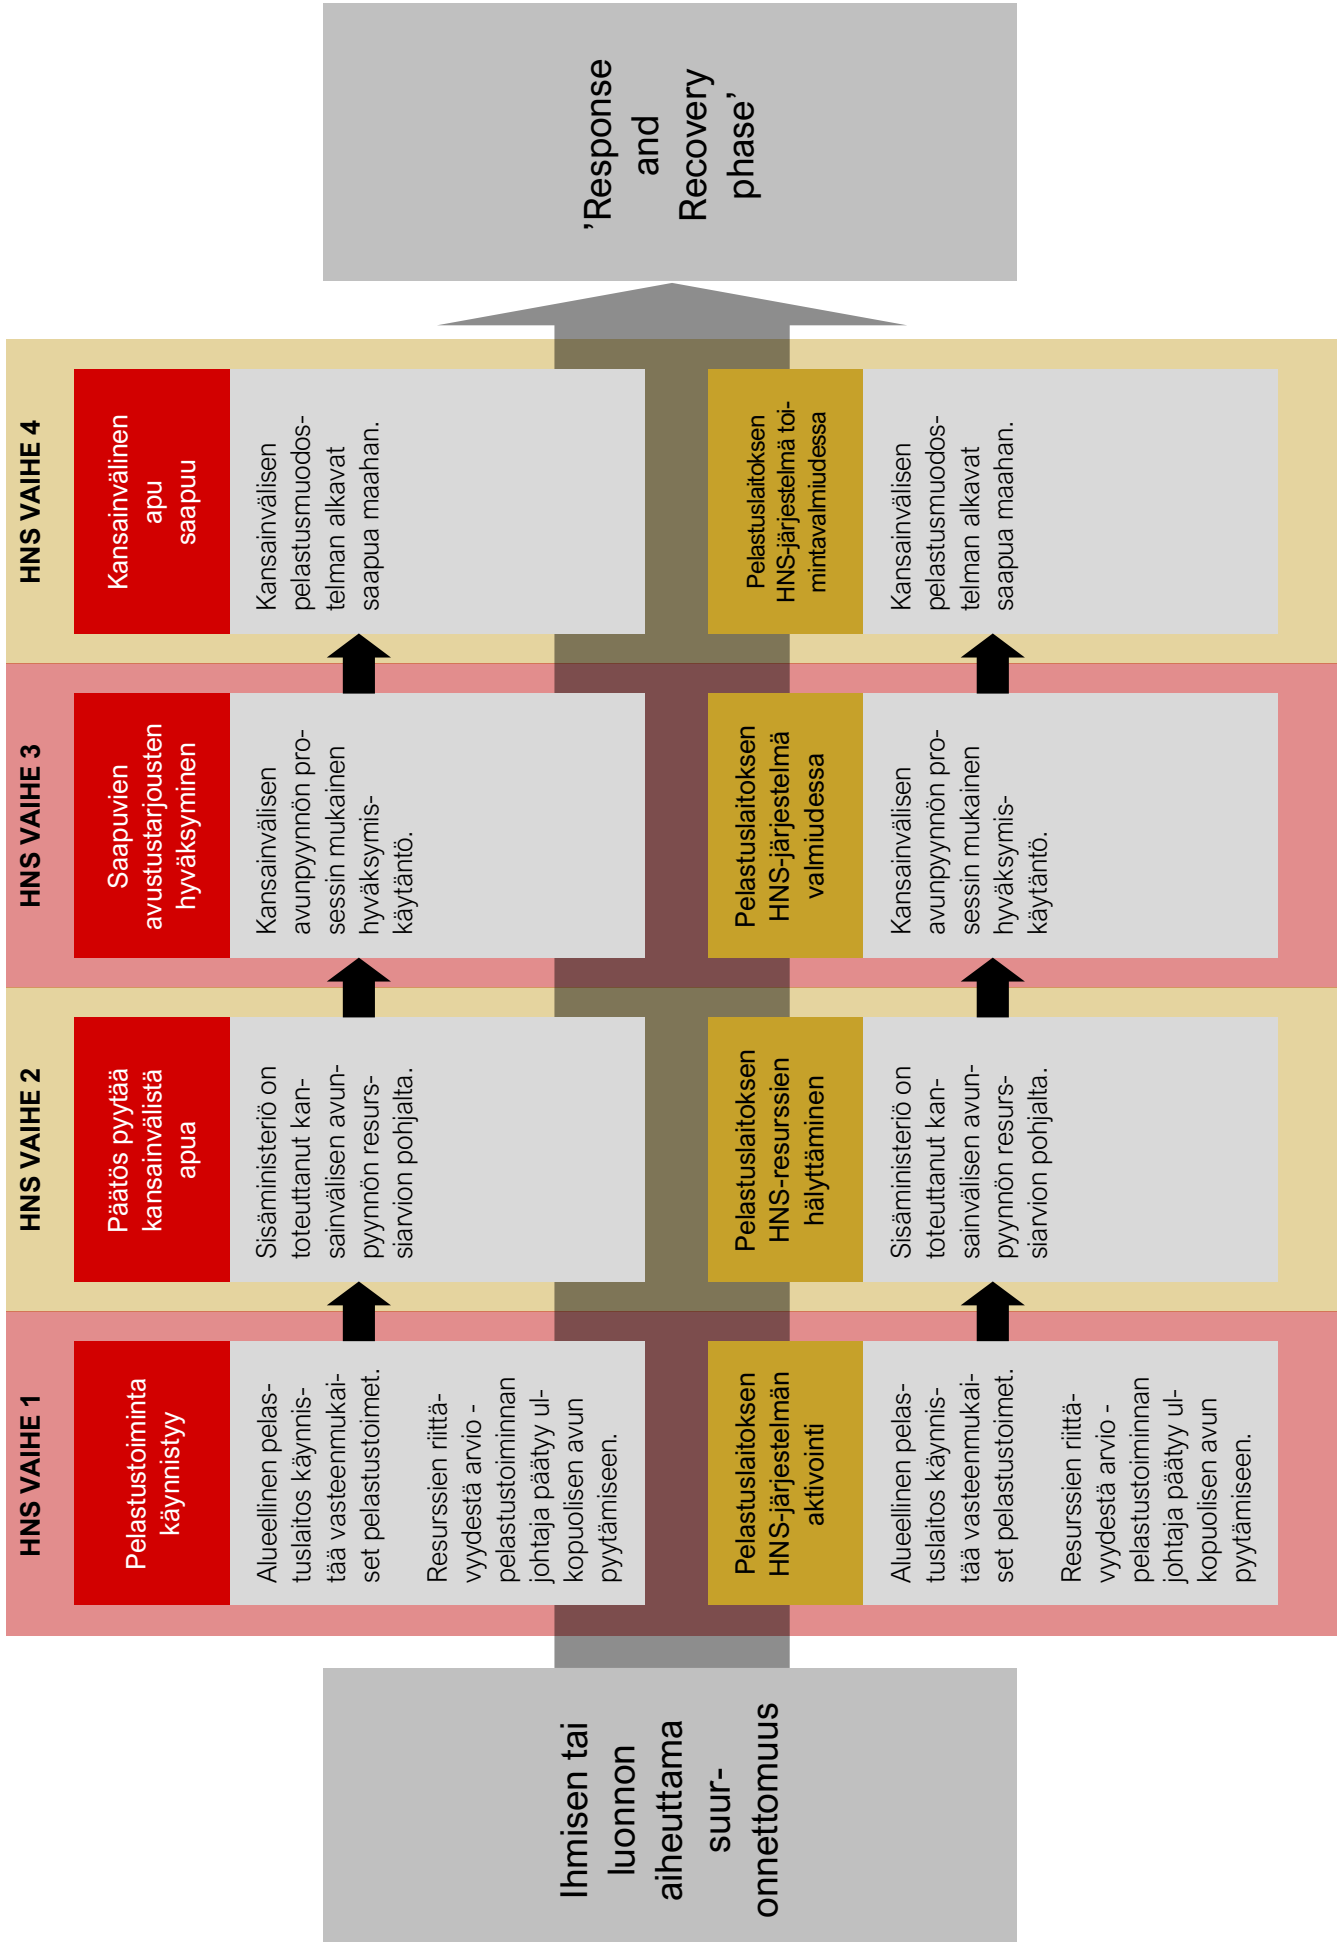 Ihmisen tai
luonnon
aiheuttama
suur-
onnettomuus
HNS VAIHE 1
Pelastustoiminta
käynnistyy
Alueellinen pelas-
tuslaitos käynnis-
tää vasteenmukai-
set pelastustoimet.
Resurssien riittä-
vyydestä arvio -
pelastustoiminnan
johtaja päätyy ul-
kopuolisen avun
pyytämiseen.
Pelastuslaitoksen
HNS-järjestelmän
aktivointi
Alueellinen pelas-
tuslaitos käynnis-
tää vasteenmukai-
set pelastustoimet.
Resurssien riittä-
vyydestä arvio -
pelastustoiminnan
johtaja päätyy ul-
kopuolisen avun
pyytämiseen.
HNS VAIHE 2
Päätös pyytää
kansainvälistä
apua
Sisäministeriö on
toteuttanut kan-
sainvälisen avun-
pyynnön resurs-
siarvion pohjalta.
Pelastuslaitoksen
HNS-resurssien
hälyttäminen
Sisäministeriö on
toteuttanut kan-
sainvälisen avun-
pyynnön resurs-
siarvion pohjalta.
HNS VAIHE 3
Saapuvien
avustustarjousten
hyväksyminen
Kansainvälisen
avunpyynnön pro-
sessin mukainen
hyväksymis-
käytäntö.
Pelastuslaitoksen
HNS-järjestelmä
valmiudessa
Kansainvälisen
avunpyynnön pro-
sessin mukainen
hyväksymis-
käytäntö.
HNS VAIHE 4
Kansainvälinen
apu
saapuu
Kansainvälisen
pelastusmuodos-
telman alkavat
saapua maahan.
Pelastuslaitoksen
HNS-järjestelmä toi-
mintavalmiudessa
Kansainvälisen
pelastusmuodos-
telman alkavat
saapua maahan.
’Response
and
Recovery
phase’